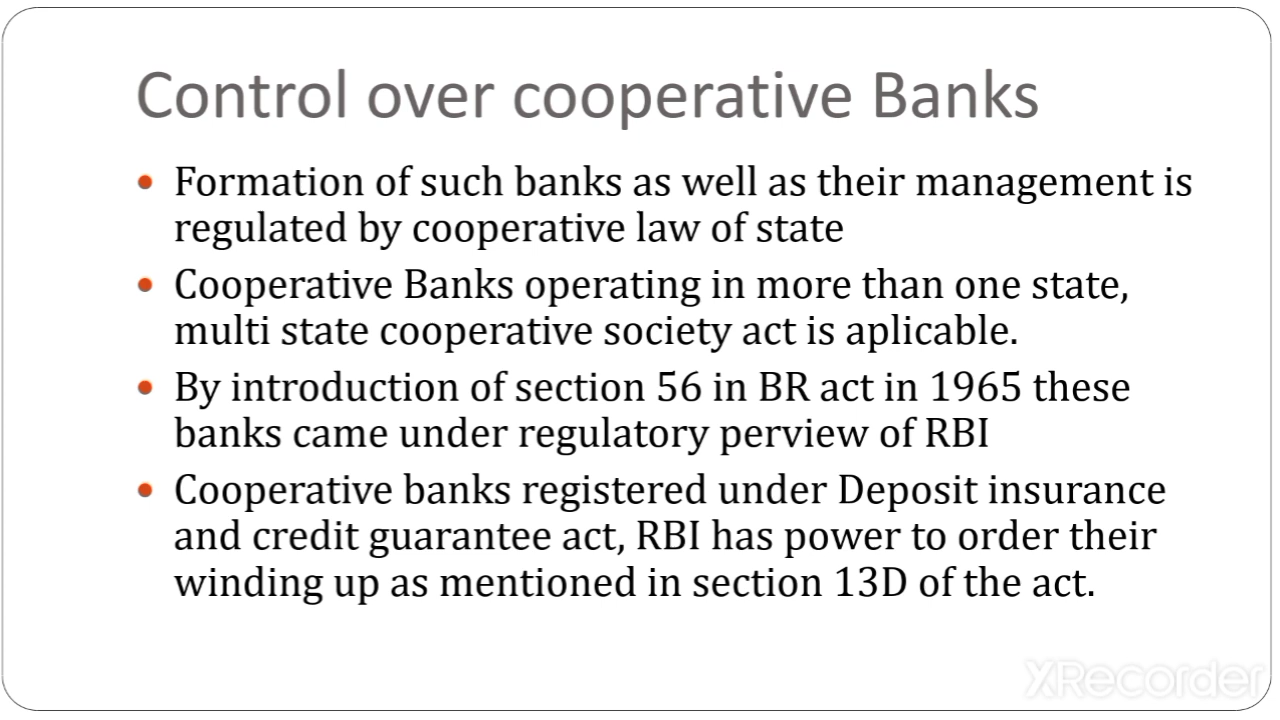 Control over cooperative Banks
• Formation of such banks as well as their management is
regulated by cooperative law of state
• Cooperative Banks operating in more than one state,
multi state cooperative society act is aplicable.
• By introduction of section 56 in BR act in 1965 these
banks came under regulatory perview of RBI
• Cooperative banks registered under Deposit insurance
and credit guarantee act, RBI has power to order their
winding up as mentioned in section 13D of the act.
XRecorder